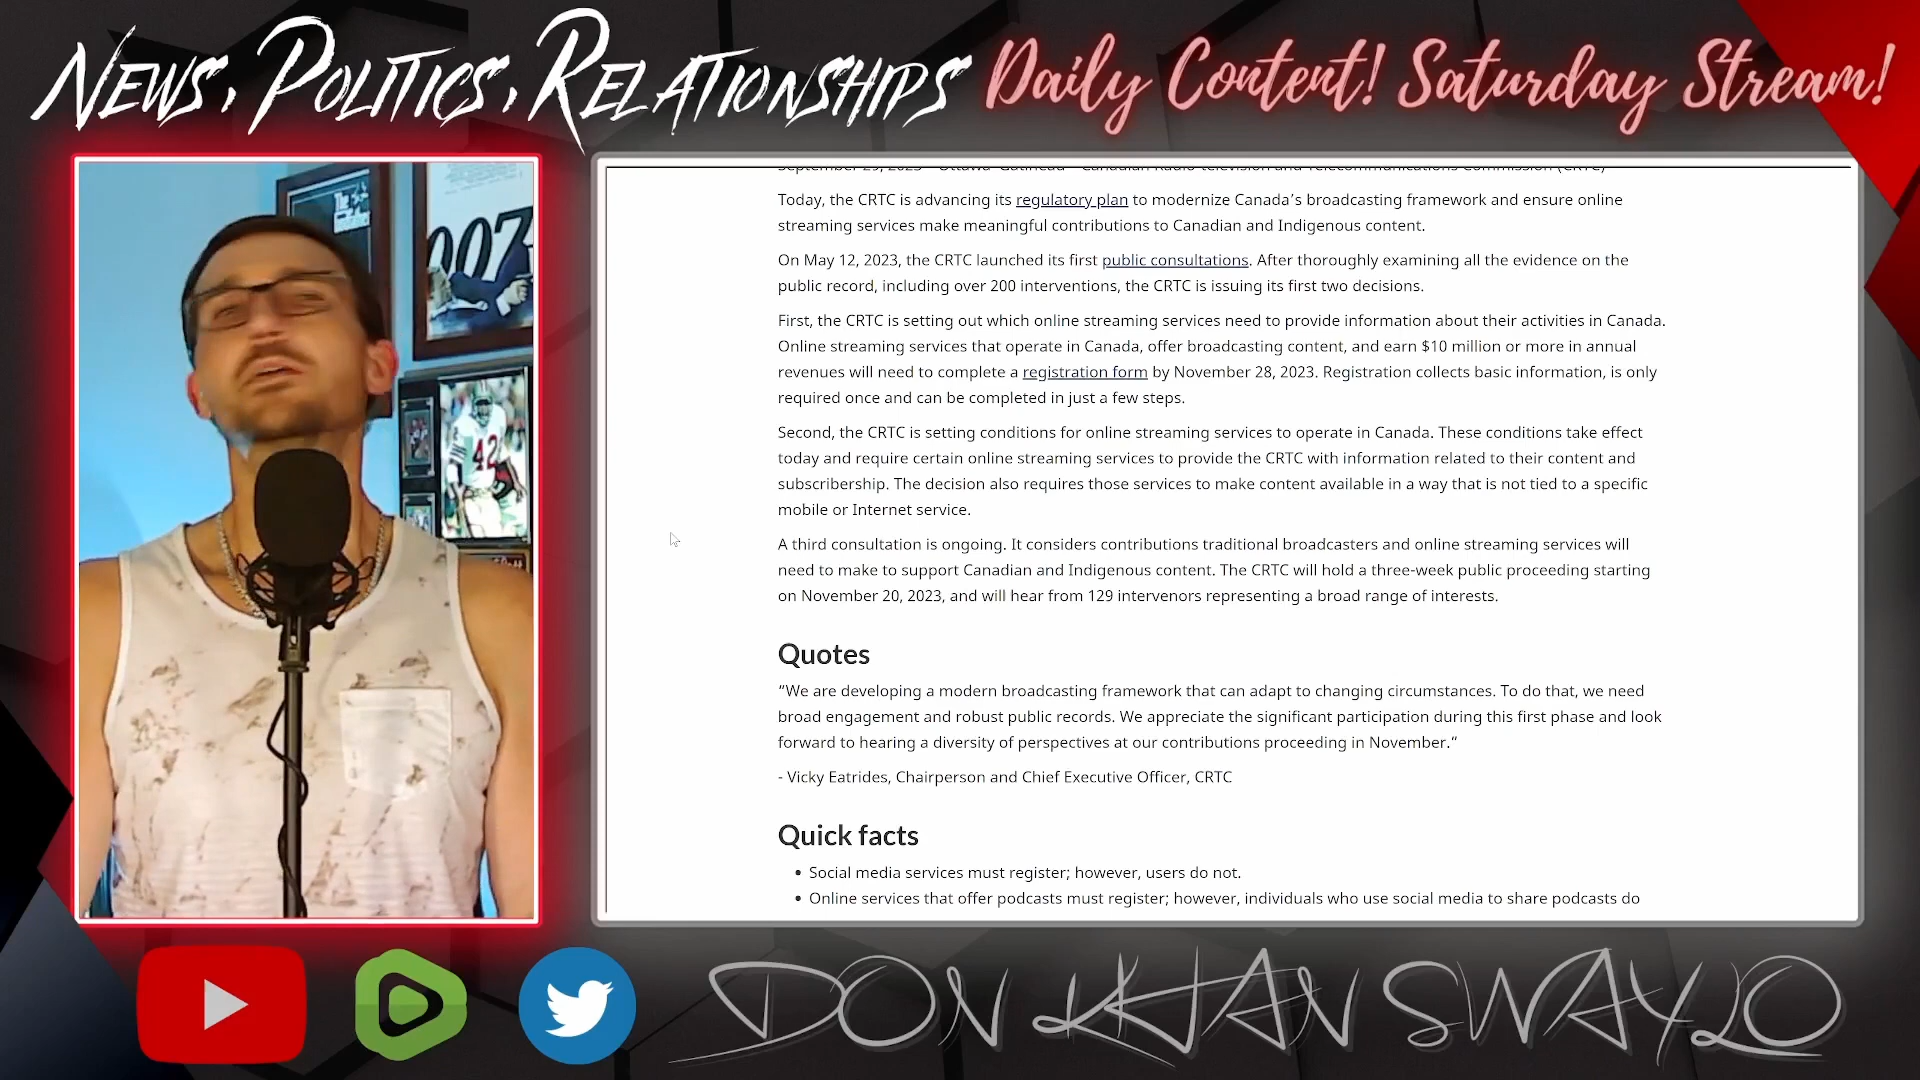 News, Politics, Relationships Daily Content! Saturday Stream!
September 29, 2023 – Ottawa–Gatineau – Canadian Radio-television and Telecommunications Commission (CRTC)
Today, the CRTC is advancing its regulatory plan to modernize Canada's broadcasting framework and ensure online
streaming services make meaningful contributions to Canadian and Indigenous content.
On May 12, 2023, the CRTC launched its first public consultations. After thoroughly examining all the evidence on the
public record, including over 200 interventions, the CRTC is issuing its first two decisions.
First, the CRTC is setting out which online streaming services need to provide information about their activities in Canada.
Online streaming services that operate in Canada, offer broadcasting content, and earn $10 million or more in annual
revenues will need to complete a registration form by November 28, 2023. Registration collects basic information, is only
required once and can be completed in just a few steps.
Second, the CRTC is setting conditions for online streaming services to operate in Canada. These conditions take effect
today and require certain online streaming services to provide the CRTC with information related to their content and
subscribership. The decision also requires those services to make content available in a way that is not tied to a specific
mobile or Internet service.
A third consultation is ongoing. It considers contributions traditional broadcasters and online streaming services will
need to make to support Canadian and Indigenous content. The CRTC will hold a three-week public proceeding starting
on November 20, 2023, and will hear from 129 intervenors representing a broad range of interests.
Quotes
"We are developing a modern broadcasting framework that can adapt to changing circumstances. To do that, we need
broad engagement and robust public records. We appreciate the significant participation during this first phase and look
forward to hearing a diversity of perspectives at our contributions proceeding in November."
- Vicky Eatrides, Chairperson and Chief Executive Officer, CRTC
Quick facts
• Social media services must register; however, users do not.
• Online services that offer podcasts must register; however, individuals who use social media to share podcasts do
007
42
Don Khan Swaylo